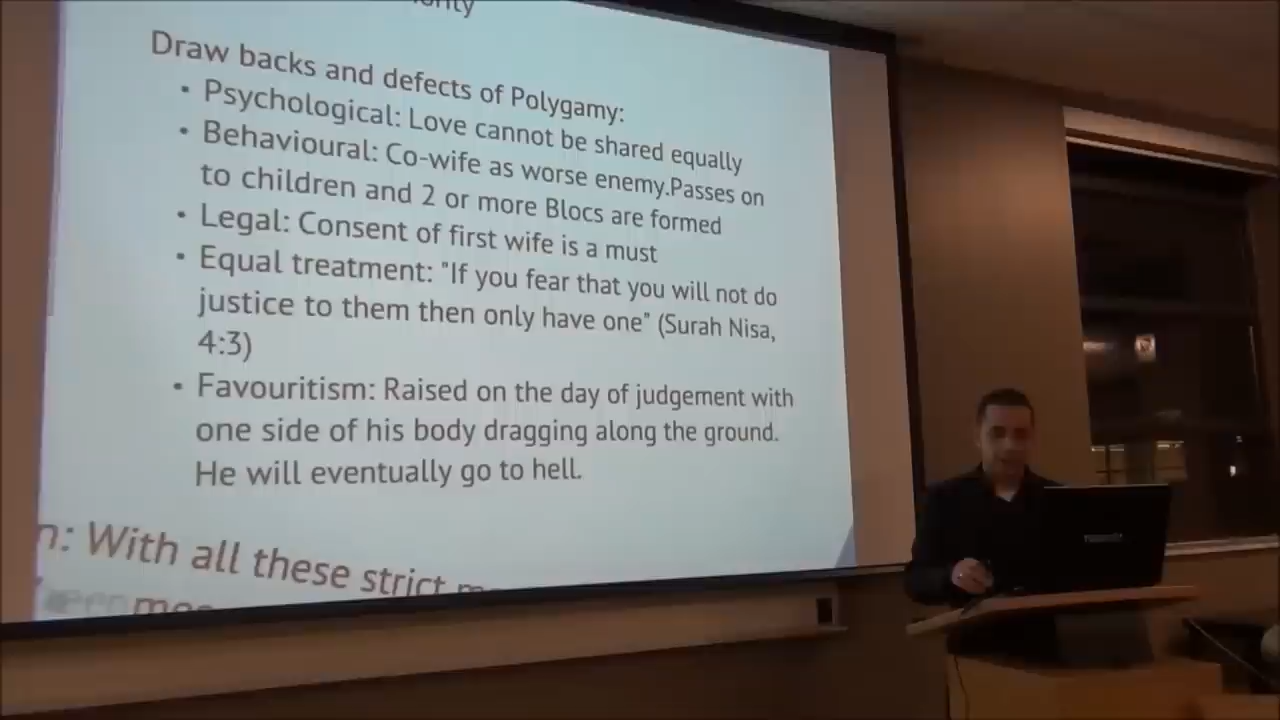 Draw backs and defects of Polygamy:
• Psychological: Love cannot be shared equally
• Behavioural: Co-wife as worse enemy.Passes on
to children and 2 or more Blocs are formed
• Legal: Consent of first wife is a must
• Equal treatment: "If you fear that you will not do
justice to them then only have one" (Surah Nisa,
4:3)
• Favouritism: Raised on the day of judgement with
one side of his body dragging along the ground.
He will eventually go to hell.
With all these strict